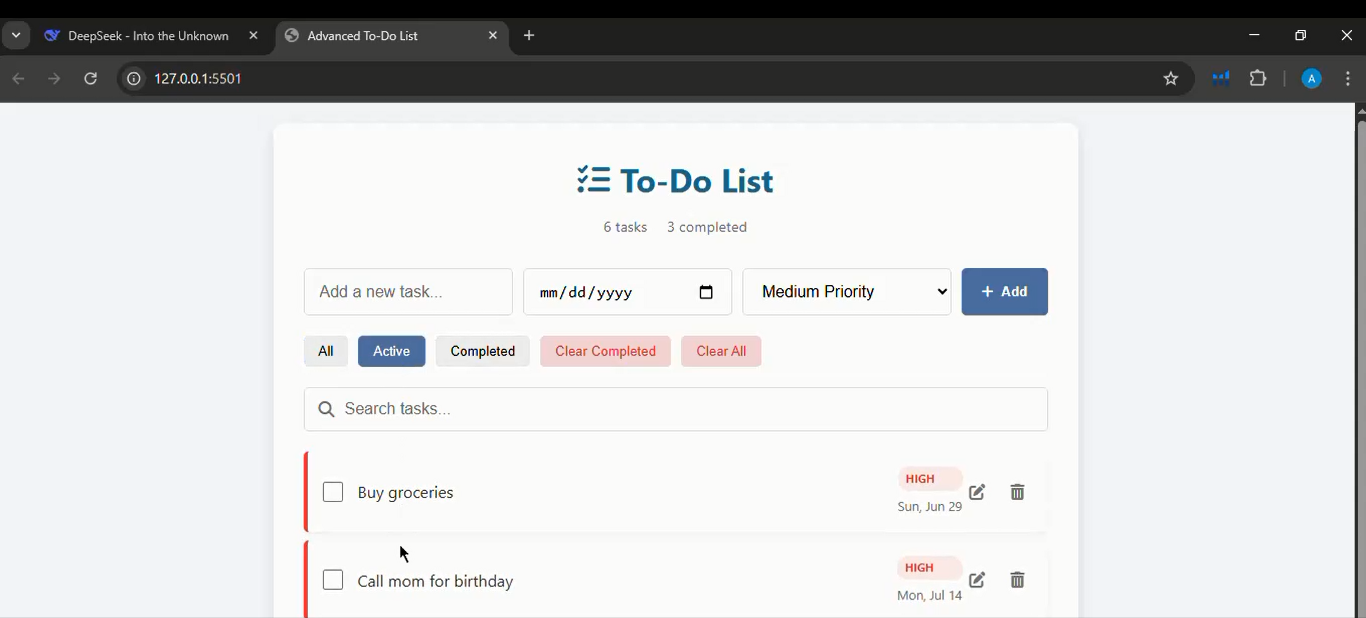 DeepSeek - Into the Unknown
Advanced To-Do List
127.0.0.1:5501
A
To-Do List
6 tasks 3 completed
Add a new task...
mm/dd/yyyy
Medium Priority
+ Add
All
Active
Completed
Clear Completed
Clear All
Search tasks...
Buy groceries
HIGH
Sun, Jun 29
Call mom for birthday
HIGH
Mon, Jul 14